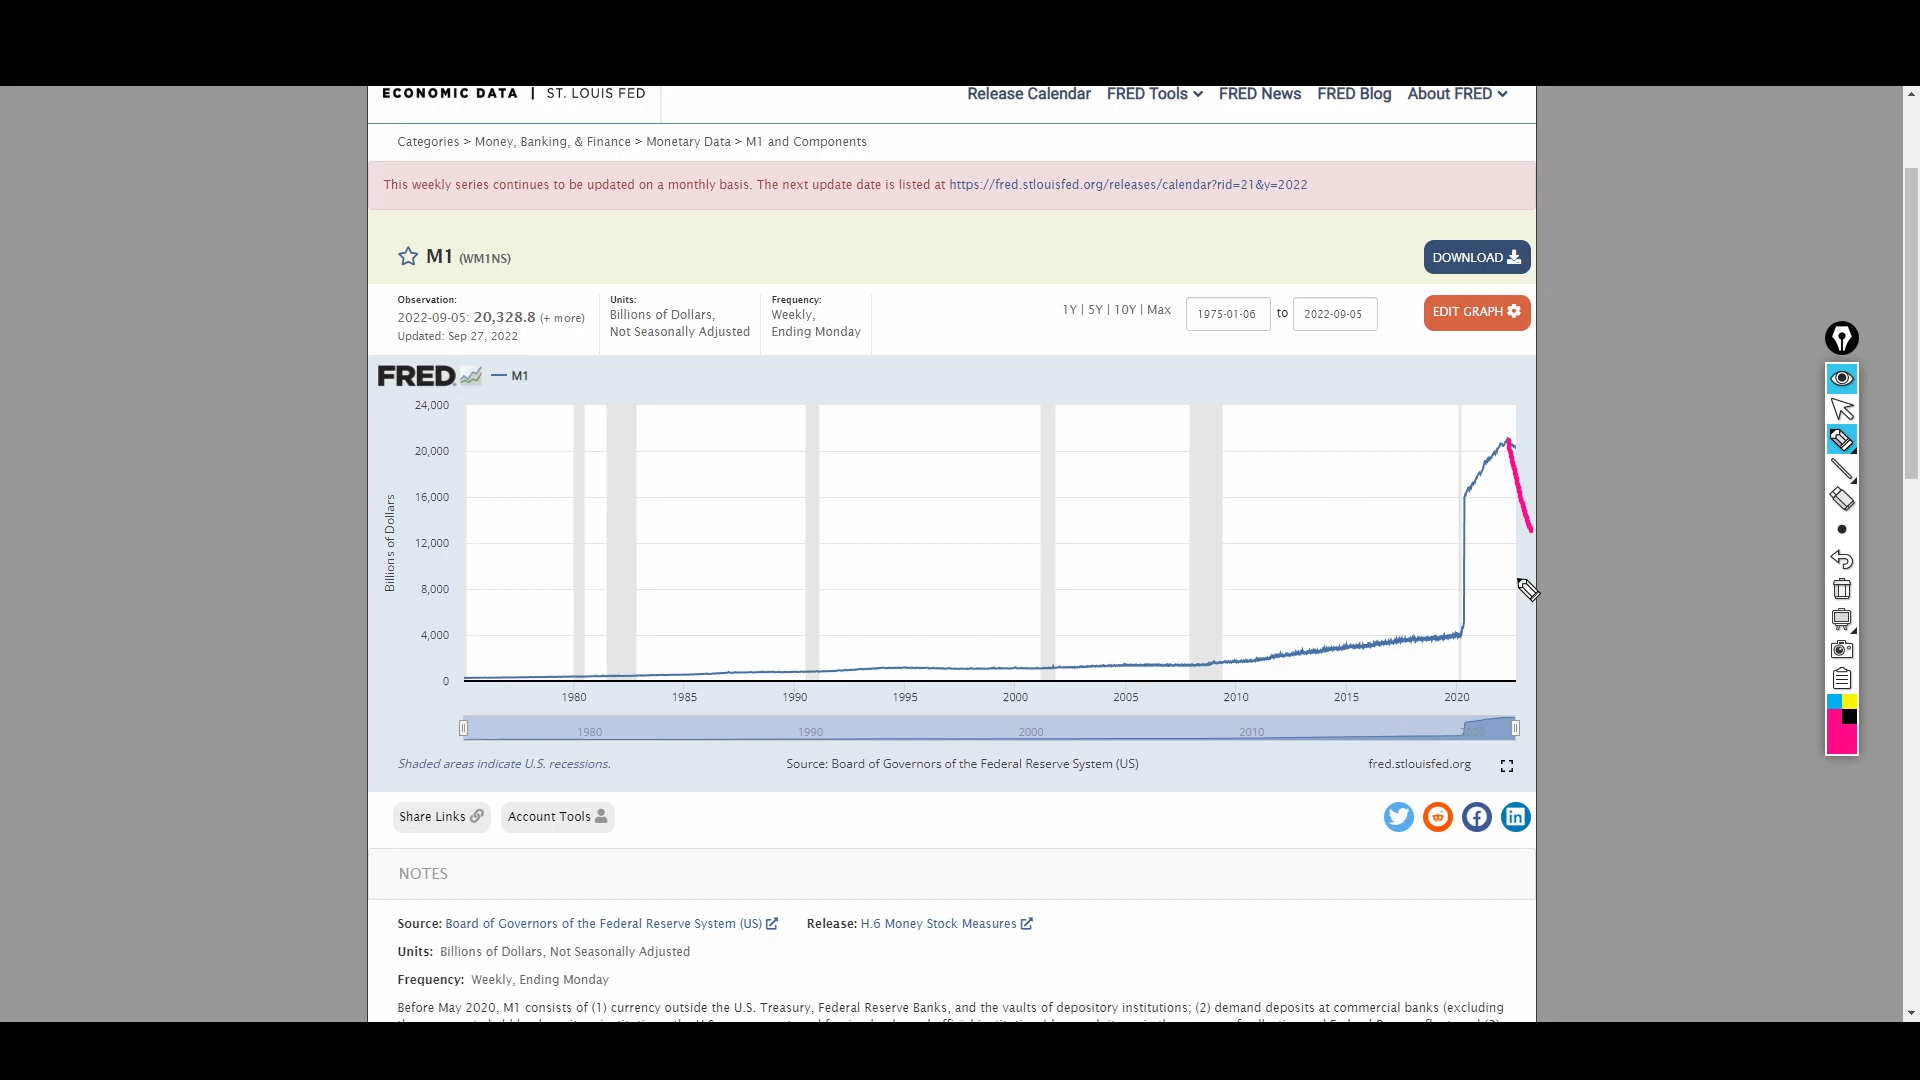 ECONOMIC DATA | ST. LOUIS FED
Release Calendar FRED Tools FRED News FRED Blog About FRED
Categories > Money, Banking, & Finance > Monetary Data > M1 and Components
This weekly series continues to be updated on a monthly basis. The next update date is listed at https://fred.stlouisfed.org/releases/calendar?rid=21&y=2022
M1 (WM1NS)
DOWNLOAD
Observation:
2022-09-05: 20,328.8 (+ more)
Updated: Sep 27, 2022
Units:
Billions of Dollars,
Not Seasonally Adjusted
Frequency:
Weekly,
Ending Monday
1Y | 5Y | 10Y | Max
1975-01-06 to 2022-09-05
EDIT GRAPH
FRED M1
Billions of Dollars
24,000
20,000
16,000
12,000
8,000
4,000
0
1980 1985 1990 1995 2000 2005 2010 2015 2020
1980 1990 2000 2010 2020
Shaded areas indicate U.S. recessions.
Source: Board of Governors of the Federal Reserve System (US)
fred.stlouisfed.org
Share Links Account Tools
NOTES
Source: Board of Governors of the Federal Reserve System (US) Release: H.6 Money Stock Measures
Units: Billions of Dollars, Not Seasonally Adjusted
Frequency: Weekly, Ending Monday
Before May 2020, M1 consists of (1) currency outside the U.S. Treasury, Federal Reserve Banks, and the vaults of depository institutions; (2) demand deposits at commercial banks (excluding